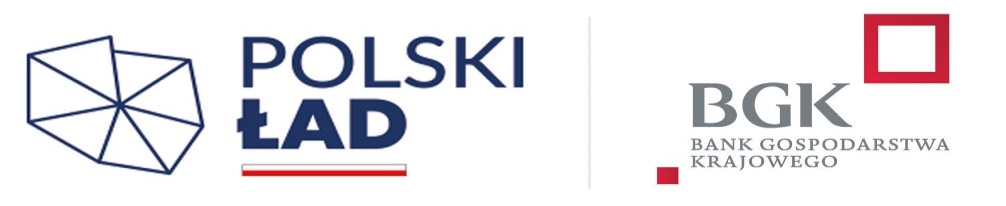 POLSKI
ŁAD
BGK
BANK GOSPODARSTWA
KRAJOWEGO